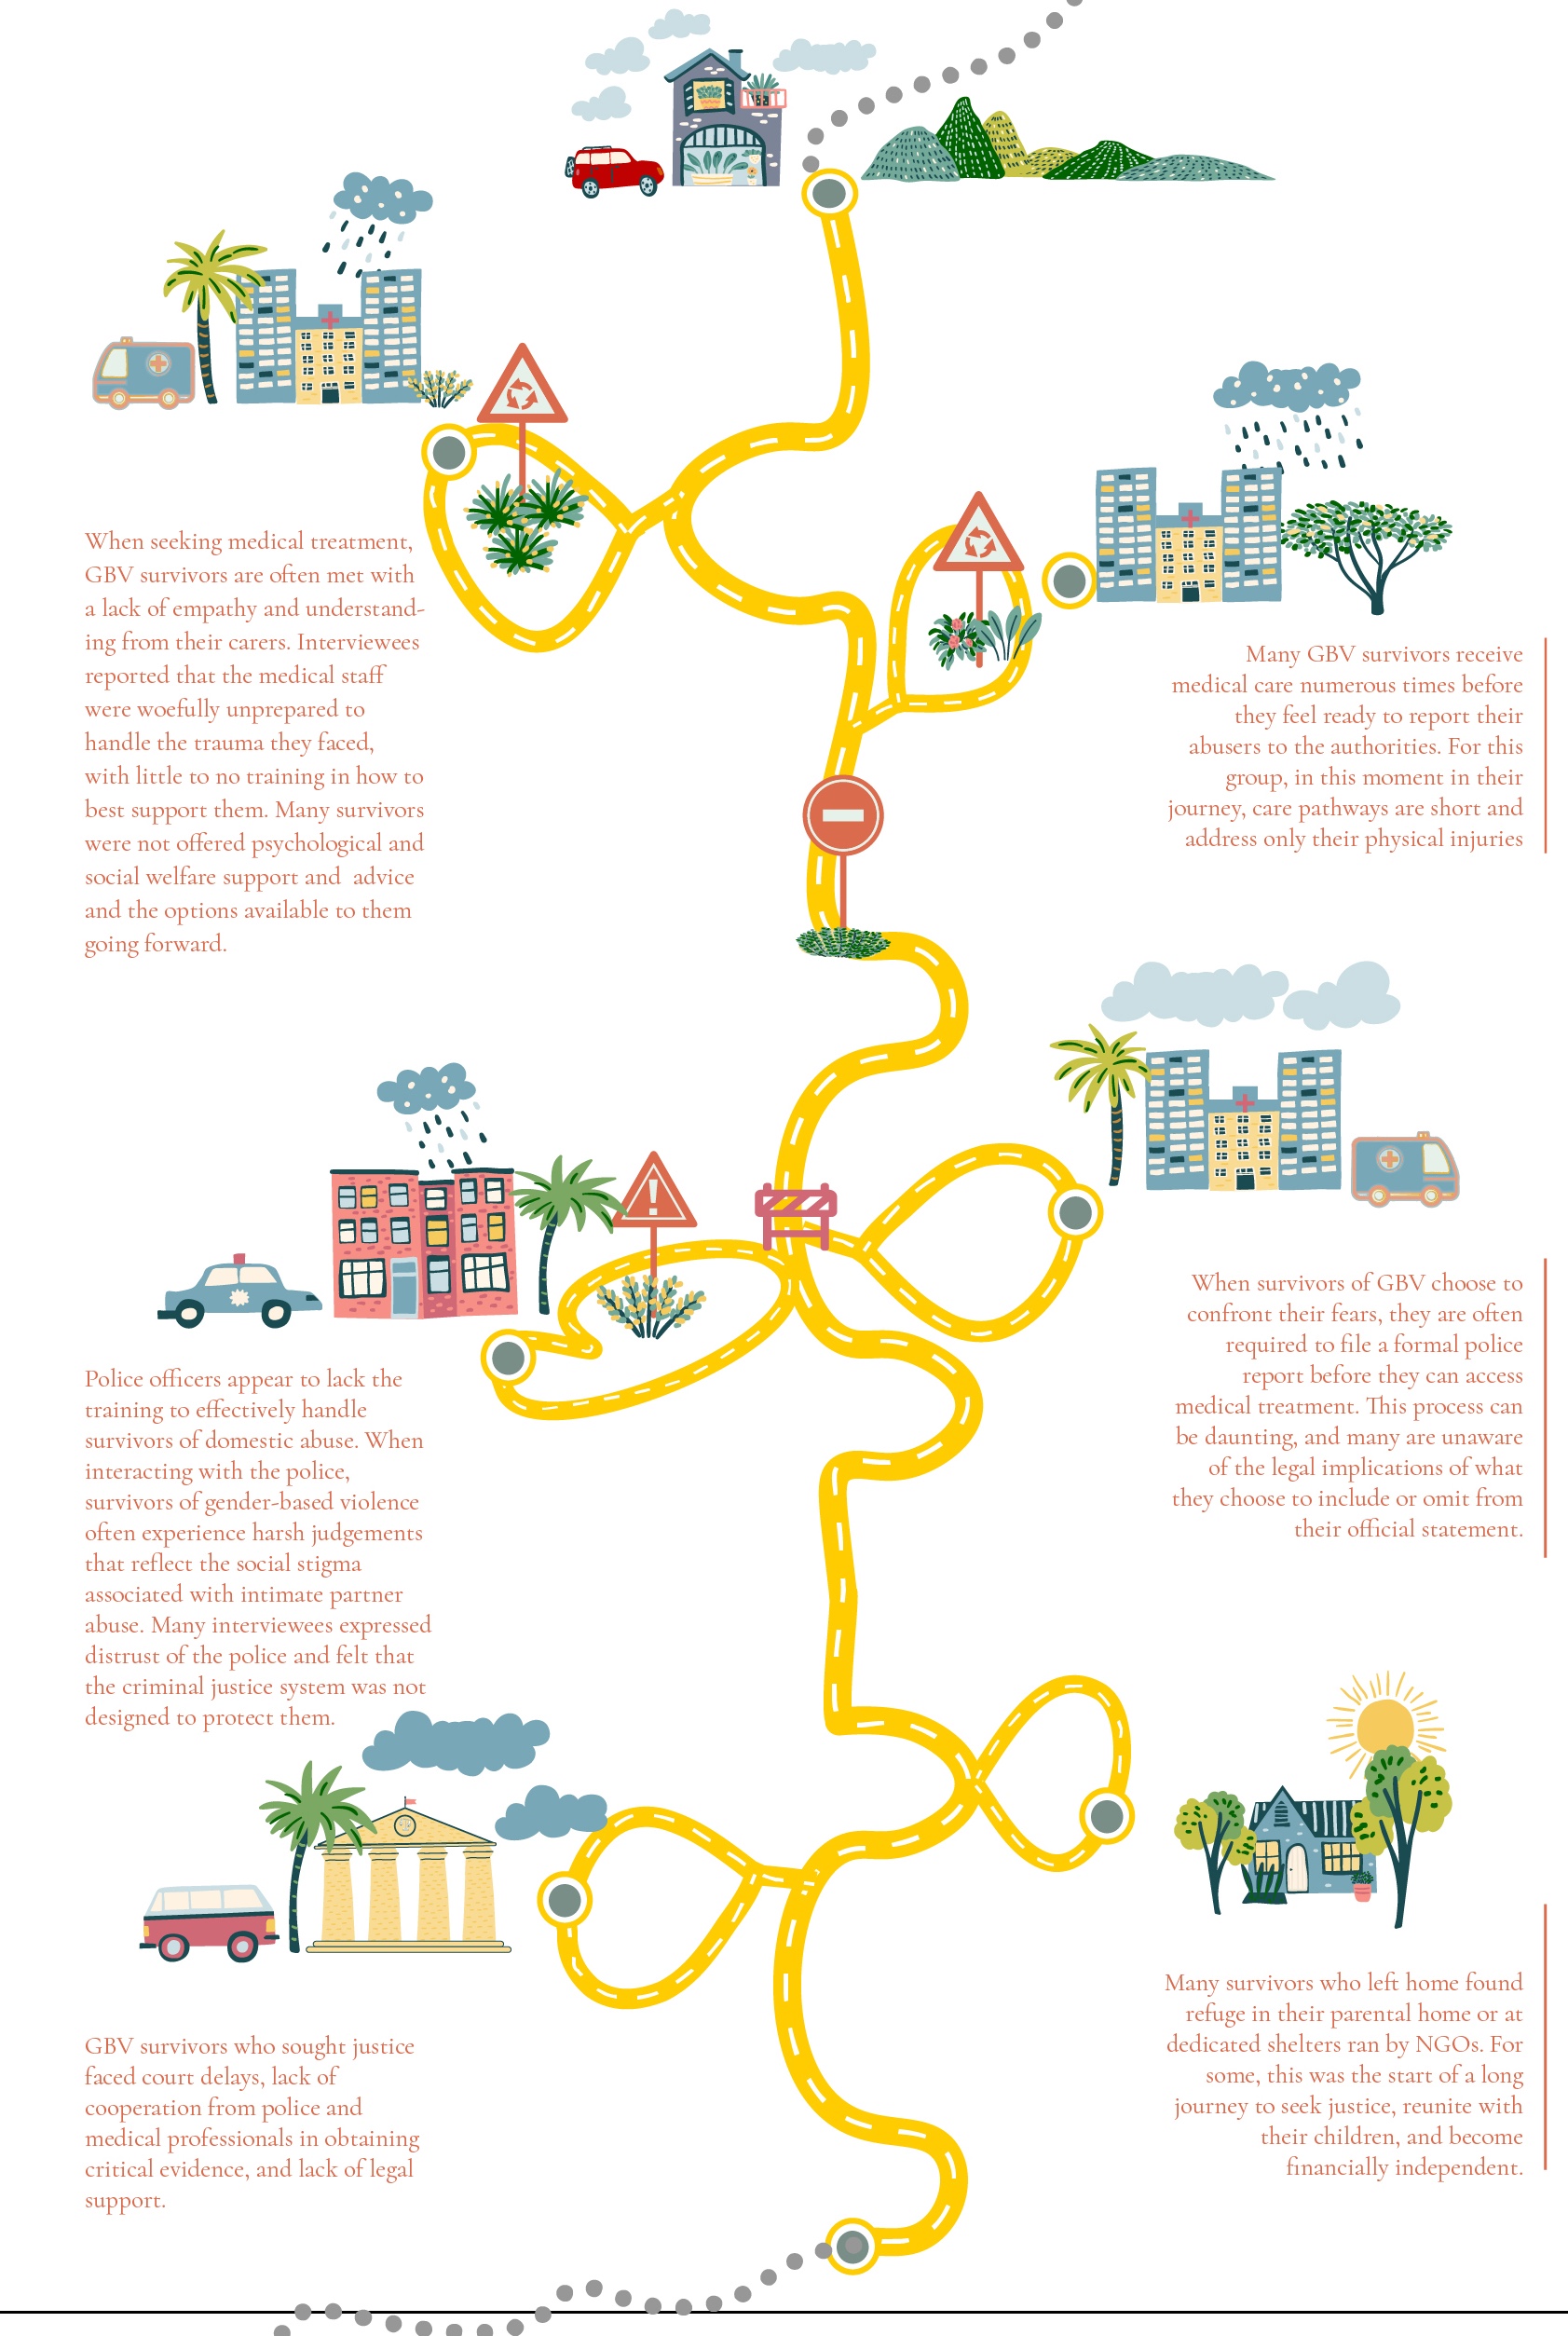 When seeking medical treatment,
GBV survivors are often met with
a lack of empathy and understand-
ing from their carers. Interviewees
reported that the medical staff
were woefully unprepared to
handle the trauma they faced,
with little to no training in how to
best support them. Many survivors
were not offered psychological and
social welfare support and  advice
and the options available to them
going forward.
Many GBV survivors receive
medical care numerous times before
they feel ready to report their
abusers to the authorities. For this
group, in this moment in their
journey, care pathways are short and
address only their physical injuries
When survivors of GBV choose to
confront their fears, they are often
required to file a formal police
report before they can access
medical treatment. This process can
be daunting, and many are unaware
of the legal implications of what
they choose to include or omit from
their official statement.
Police officers appear to lack the
training to effectively handle
survivors of domestic abuse. When
interacting with the police,
survivors of gender-based violence
often experience harsh judgements
that reflect the social stigma
associated with intimate partner
abuse. Many interviewees expressed
distrust of the police and felt that
the criminal justice system was not
designed to protect them.
Many survivors who left home found
refuge in their parental home or at
dedicated shelters ran by NGOs. For
some, this was the start of a long
journey to seek justice, reunite with
their children, and become
financially independent.
GBV survivors who sought justice
faced court delays, lack of
cooperation from police and
medical professionals in obtaining
critical evidence, and lack of legal
support.